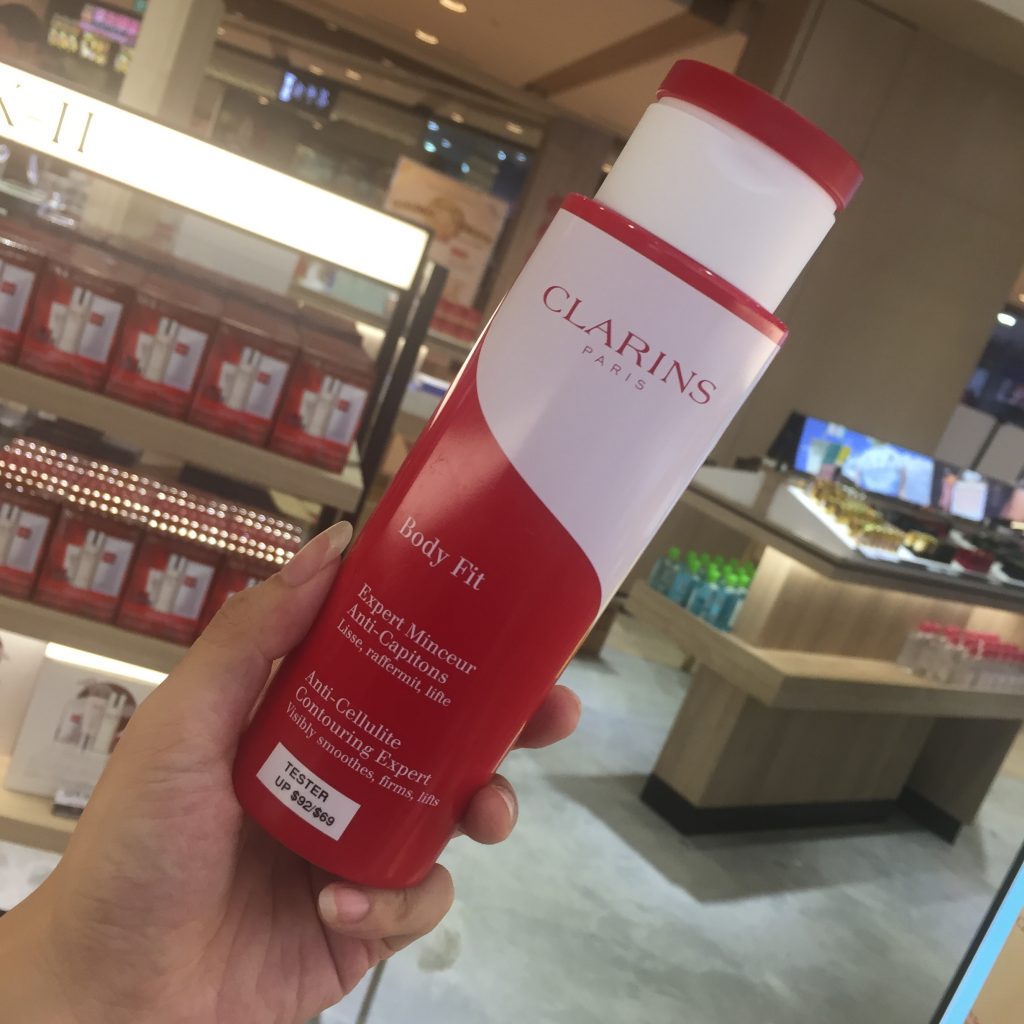 K-II
CLARINS
PARIS
Body Fit
Expert Minceur
Anti-Capitons
Lisse, raffermit, lifte
Anti-Cellulite
Contouring Expert
Visibly smoothes, firms, lifts
TESTER
UP $92/$69